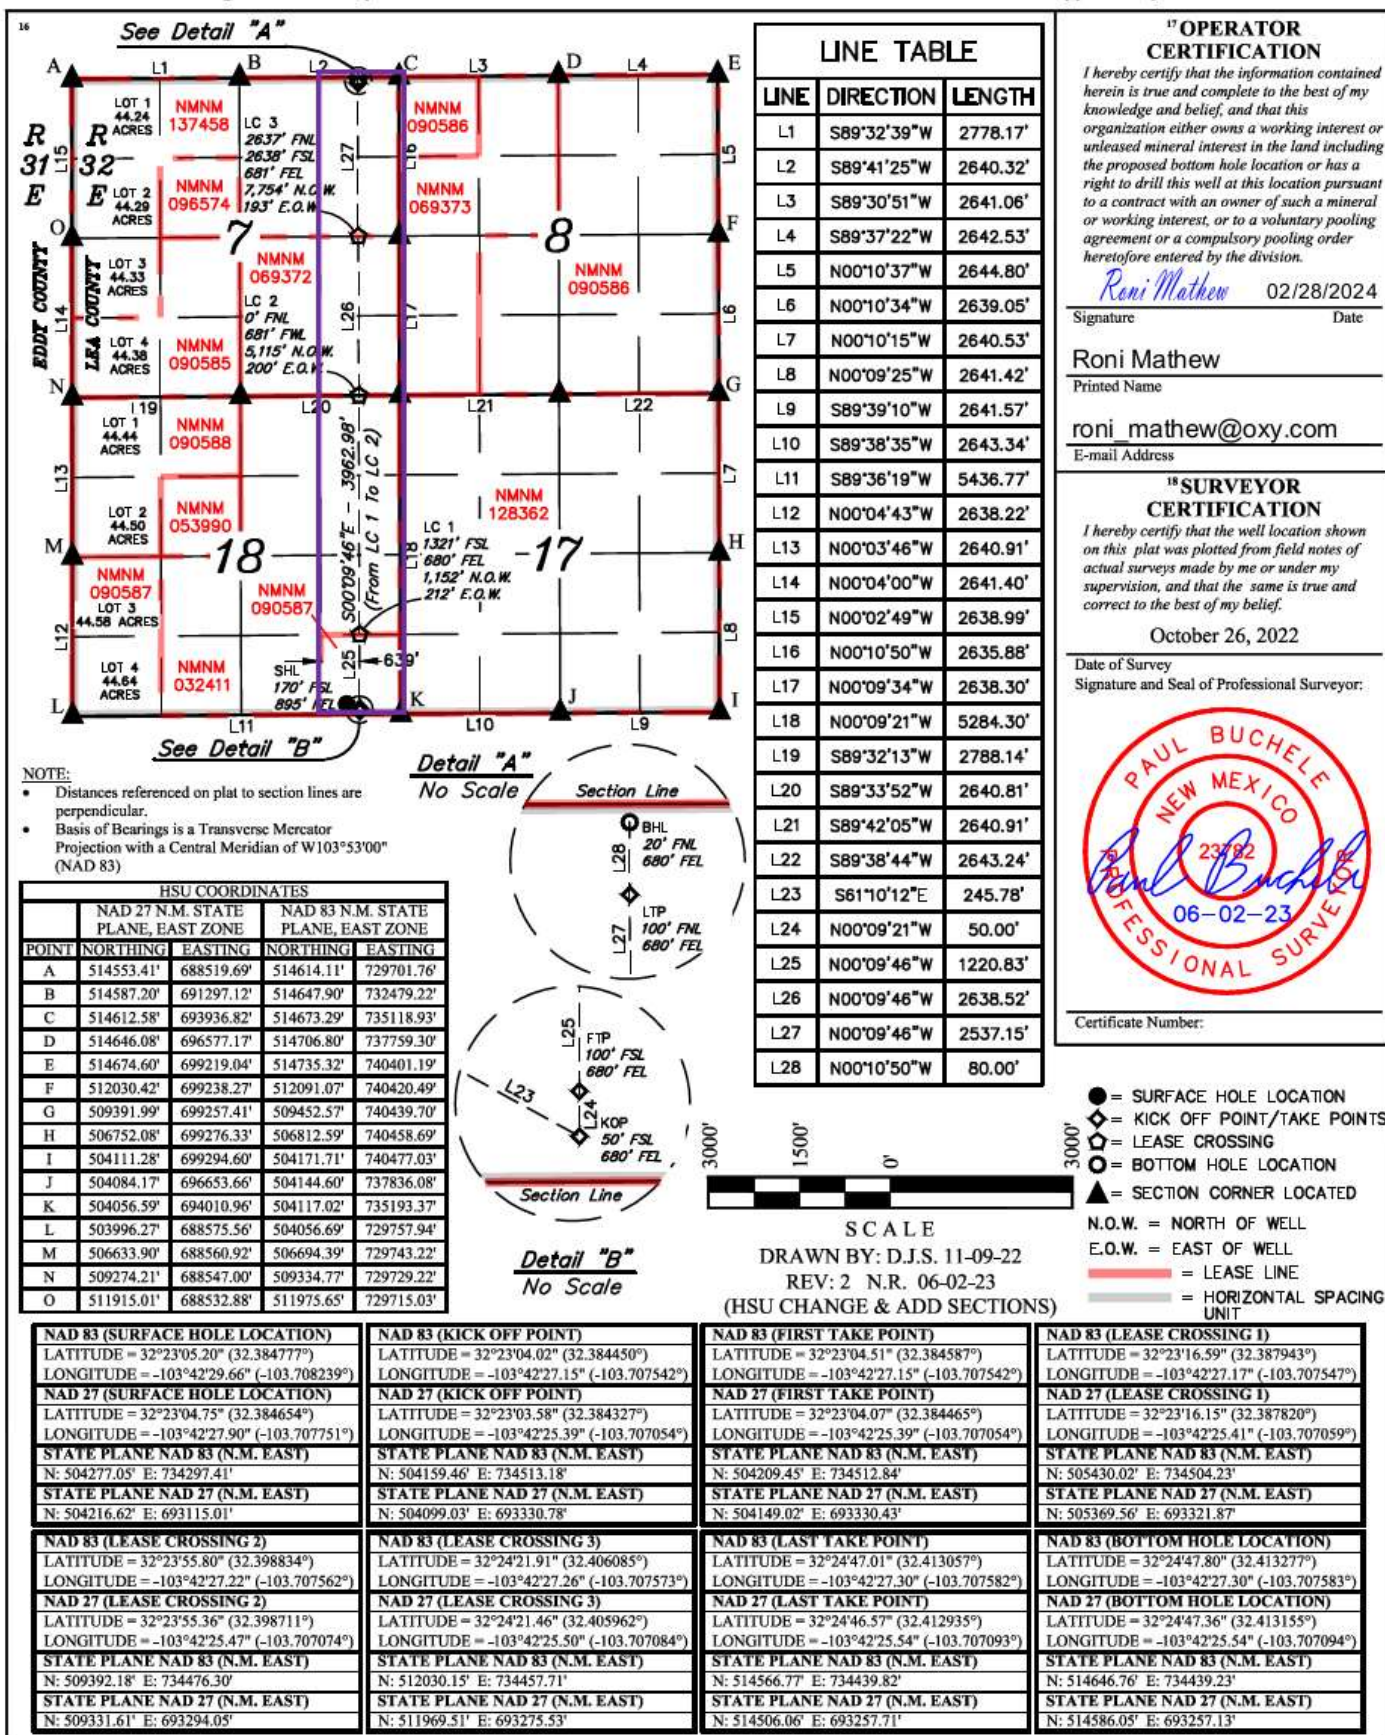 16
See Detail "A"
A
L1
B
L2
C
L3
D
L4
E
LOT 1
44.24
ACRES
NMNM
137458
LC 3
2637' FNL
2638' FSL
681' FEL
7,754' N.O.W.
193' E.O.W.
NMNM
090586
R
31
E
R
32
E
L15
L27
L16
L5
LOT 2
44.29
ACRES
NMNM
096574
NMNM
069373
O
7
8
F
LOT 3
44.33
ACRES
NMNM
069372
NMNM
090586
EDDY COUNTY
LEA COUNTY
L14
LC 2
0' FNL
681' FWL
5,115' N.O.W.
200' E.O.W.
L26
L17
L6
LOT 4
44.38
ACRES
NMNM
090585
N
L19
L20
L21
L22
G
LOT 1
44.44
ACRES
NMNM
090588
L13
S00°09'46"E - 3962.98'
(From LC 1 To LC 2)
L7
LOT 2
44.50
ACRES
NMNM
053990
NMNM
128362
M
18
17
H
LC 1
1321' FSL
680' FEL
1,152' N.O.W.
212' E.O.W.
L18
NMNM
090587
LOT 3
44.58 ACRES
NMNM
090587
L12
L8
LOT 4
44.64
ACRES
NMNM
032411
SHL
170' FSL
895' FEL
L25
639'
L
L11
K
L10
J
L9
I
See Detail "B"
NOTE:
• Distances referenced on plat to section lines are
perpendicular.
• Basis of Bearings is a Transverse Mercator
Projection with a Central Meridian of W103°53'00"
(NAD 83)
Detail "A"
No Scale
Section Line
BHL
20' FNL
680' FEL
L28
LTP
100' FNL
680' FEL
L27
L25
FTP
100' FSL
680' FEL
L23
L24
KOP
50' FSL
680' FEL
Section Line
Detail "B"
No Scale
HSU COORDINATES
NAD 27 N.M. STATE PLANE, EAST ZONE NAD 83 N.M. STATE PLANE, EAST ZONE
POINT NORTHING EASTING NORTHING EASTING
A 514553.41' 688519.69' 514614.11' 729701.76'
B 514587.20' 691297.12' 514647.90' 732479.22'
C 514612.58' 693936.82' 514673.29' 735118.93'
D 514646.08' 696577.17' 514706.80' 737759.30'
E 514674.60' 699219.04' 514735.32' 740401.19'
F 512030.42' 699238.27' 512091.07' 740420.49'
G 509391.99' 699257.41' 509452.57' 740439.70'
H 506752.08' 699276.33' 506812.59' 740458.69'
I 504111.28' 699294.60' 504171.71' 740477.03'
J 504084.17' 696653.66' 504144.60' 737836.08'
K 504056.59' 694010.96' 504117.02' 735193.37'
L 503996.27' 688575.56' 504056.69' 729757.94'
M 506633.90' 688560.92' 506694.39' 729743.22'
N 509274.21' 688547.00' 509334.77' 729729.22'
O 511915.01' 688532.88' 511975.65' 729715.03'
LINE TABLE
LINE DIRECTION LENGTH
L1 S89°32'39"W 2778.17'
L2 S89°41'25"W 2640.32'
L3 S89°30'51"W 2641.06'
L4 S89°37'22"W 2642.53'
L5 N00°10'37"W 2644.80'
L6 N00°10'34"W 2639.05'
L7 N00°10'15"W 2640.53'
L8 N00°09'25"W 2641.42'
L9 S89°39'10"W 2641.57'
L10 S89°38'35"W 2643.34'
L11 S89°36'19"W 5436.77'
L12 N00°04'43"W 2638.22'
L13 N00°03'46"W 2640.91'
L14 N00°04'00"W 2641.40'
L15 N00°02'49"W 2638.99'
L16 N00°10'50"W 2635.88'
L17 N00°09'34"W 2638.30'
L18 N00°09'21"W 5284.30'
L19 S89°32'13"W 2788.14'
L20 S89°33'52"W 2640.81'
L21 S89°42'05"W 2640.91'
L22 S89°38'44"W 2643.24'
L23 S61°10'12"E 245.78'
L24 N00°09'21"W 50.00'
L25 N00°09'46"W 1220.83'
L26 N00°09'46"W 2638.52'
L27 N00°09'46"W 2537.15'
L28 N00°10'50"W 80.00'
17 OPERATOR
CERTIFICATION
I hereby certify that the information contained
herein is true and complete to the best of my
knowledge and belief, and that this
organization either owns a working interest or
unleased mineral interest in the land including
the proposed bottom hole location or has a
right to drill this well at this location pursuant
to a contract with an owner of such a mineral
or working interest, or to a voluntary pooling
agreement or a compulsory pooling order
heretofore entered by the division.
Roni Mathew 02/28/2024
Signature Date
Roni Mathew
Printed Name
roni_mathew@oxy.com
E-mail Address
18 SURVEYOR
CERTIFICATION
I hereby certify that the well location shown
on this plat was plotted from field notes of
actual surveys made by me or under my
supervision, and that the same is true and
correct to the best of my belief.
October 26, 2022
Date of Survey
Signature and Seal of Professional Surveyor:
PAUL BUCHELE
NEW MEXICO
23782
Paul Buchele
06-02-23
PROFESSIONAL SURVEYOR
Certificate Number:
= SURFACE HOLE LOCATION
= KICK OFF POINT/TAKE POINTS
= LEASE CROSSING
= BOTTOM HOLE LOCATION
= SECTION CORNER LOCATED
N.O.W. = NORTH OF WELL
E.O.W. = EAST OF WELL
= LEASE LINE
= HORIZONTAL SPACING
UNIT
3000' 1500' 0' 3000'
SCALE
DRAWN BY: D.J.S. 11-09-22
REV: 2 N.R. 06-02-23
(HSU CHANGE & ADD SECTIONS)
NAD 83 (SURFACE HOLE LOCATION)
LATITUDE = 32°23'05.20" (32.384777°)
LONGITUDE = -103°42'29.66" (-103.708239°)
NAD 27 (SURFACE HOLE LOCATION)
LATITUDE = 32°23'04.75" (32.384654°)
LONGITUDE = -103°42'27.90" (-103.707751°)
STATE PLANE NAD 83 (N.M. EAST)
N: 504277.05' E: 734297.41'
STATE PLANE NAD 27 (N.M. EAST)
N: 504216.62' E: 693115.01'
NAD 83 (KICK OFF POINT)
LATITUDE = 32°23'04.02" (32.384450°)
LONGITUDE = -103°42'27.15" (-103.707542°)
NAD 27 (KICK OFF POINT)
LATITUDE = 32°23'03.58" (32.384327°)
LONGITUDE = -103°42'25.39" (-103.707054°)
STATE PLANE NAD 83 (N.M. EAST)
N: 504159.46' E: 734513.18'
STATE PLANE NAD 27 (N.M. EAST)
N: 504099.03' E: 693330.78'
NAD 83 (FIRST TAKE POINT)
LATITUDE = 32°23'04.51" (32.384587°)
LONGITUDE = -103°42'27.15" (-103.707542°)
NAD 27 (FIRST TAKE POINT)
LATITUDE = 32°23'04.07" (32.384465°)
LONGITUDE = -103°42'25.39" (-103.707054°)
STATE PLANE NAD 83 (N.M. EAST)
N: 504209.45' E: 734512.84'
STATE PLANE NAD 27 (N.M. EAST)
N: 504149.02' E: 693330.43'
NAD 83 (LEASE CROSSING 1)
LATITUDE = 32°23'16.59" (32.387943°)
LONGITUDE = -103°42'27.17" (-103.707547°)
NAD 27 (LEASE CROSSING 1)
LATITUDE = 32°23'16.15" (32.387820°)
LONGITUDE = -103°42'25.41" (-103.707059°)
STATE PLANE NAD 83 (N.M. EAST)
N: 505430.02' E: 734504.23'
STATE PLANE NAD 27 (N.M. EAST)
N: 505369.56' E: 693321.87'
NAD 83 (LEASE CROSSING 2)
LATITUDE = 32°23'55.80" (32.398834°)
LONGITUDE = -103°42'27.22" (-103.707562°)
NAD 27 (LEASE CROSSING 2)
LATITUDE = 32°23'55.36" (32.398711°)
LONGITUDE = -103°42'25.47" (-103.707074°)
STATE PLANE NAD 83 (N.M. EAST)
N: 509392.18' E: 734476.30'
STATE PLANE NAD 27 (N.M. EAST)
N: 509331.61' E: 693294.05'
NAD 83 (LEASE CROSSING 3)
LATITUDE = 32°24'21.91" (32.406085°)
LONGITUDE = -103°42'27.26" (-103.707573°)
NAD 27 (LEASE CROSSING 3)
LATITUDE = 32°24'21.46" (32.405962°)
LONGITUDE = -103°42'25.50" (-103.707084°)
STATE PLANE NAD 83 (N.M. EAST)
N: 512030.15' E: 734457.71'
STATE PLANE NAD 27 (N.M. EAST)
N: 511969.51' E: 693275.53'
NAD 83 (LAST TAKE POINT)
LATITUDE = 32°24'47.01" (32.413057°)
LONGITUDE = -103°42'27.30" (-103.707582°)
NAD 27 (LAST TAKE POINT)
LATITUDE = 32°24'46.57" (32.412935°)
LONGITUDE = -103°42'25.54" (-103.707093°)
STATE PLANE NAD 83 (N.M. EAST)
N: 514566.77' E: 734439.82'
STATE PLANE NAD 27 (N.M. EAST)
N: 514506.06' E: 693257.71'
NAD 83 (BOTTOM HOLE LOCATION)
LATITUDE = 32°24'47.80" (32.413277°)
LONGITUDE = -103°42'27.30" (-103.707583°)
NAD 27 (BOTTOM HOLE LOCATION)
LATITUDE = 32°24'47.36" (32.413155°)
LONGITUDE = -103°42'25.54" (-103.707094°)
STATE PLANE NAD 83 (N.M. EAST)
N: 514646.76' E: 734439.23'
STATE PLANE NAD 27 (N.M. EAST)
N: 514586.05' E: 693257.13'